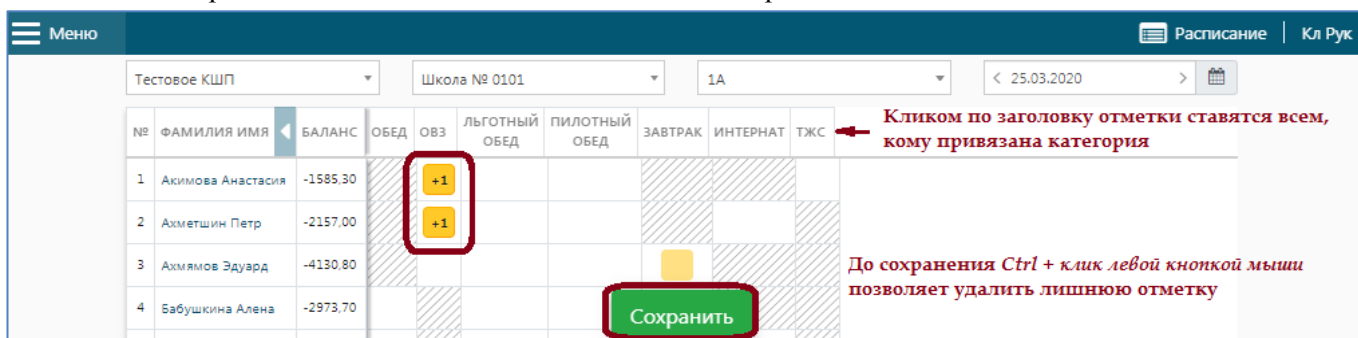 Меню Расписание Кл Рук
Тестовое КШП Школа № 0101 1А < 25.03.2020 >
№ ФАМИЛИЯ ИМЯ БАЛАНС ОБЕД ОВЗ ЛЬГОТНЫЙ ОБЕД ПИЛОТНЫЙ ОБЕД ЗАВТРАК ИНТЕРНАТ ТЖС
Кликом по заголовку отметки ставятся всем,
кому привязана категория
1 Акимова Анастасия -1585,30 +1
2 Ахметшин Петр -2157,00 +1
3 Ахмямов Эдуард -4130,80
До сохранения Ctrl + клик левой кнопкой мыши
позволяет удалить лишнюю отметку
4 Бабушкина Алена -2973,70
Сохранить